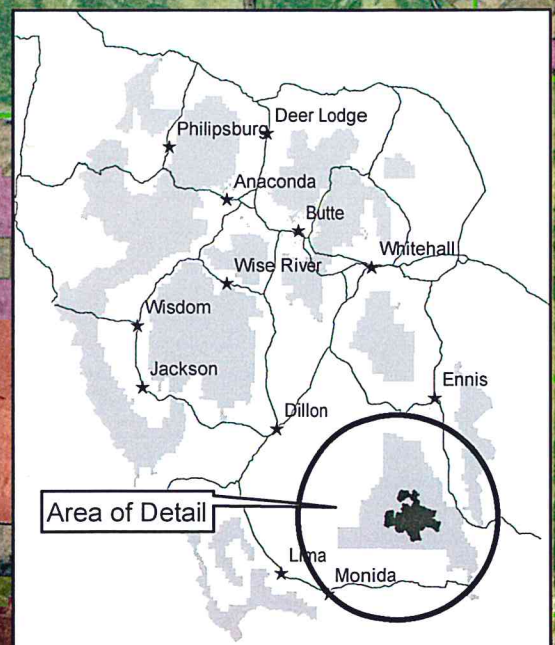 Philipsburg
Deer Lodge
Anaconda
Butte
Whitehall
Wise River
Wisdom
Jackson
Ennis
Dillon
Area of Detail
Lima
Monida